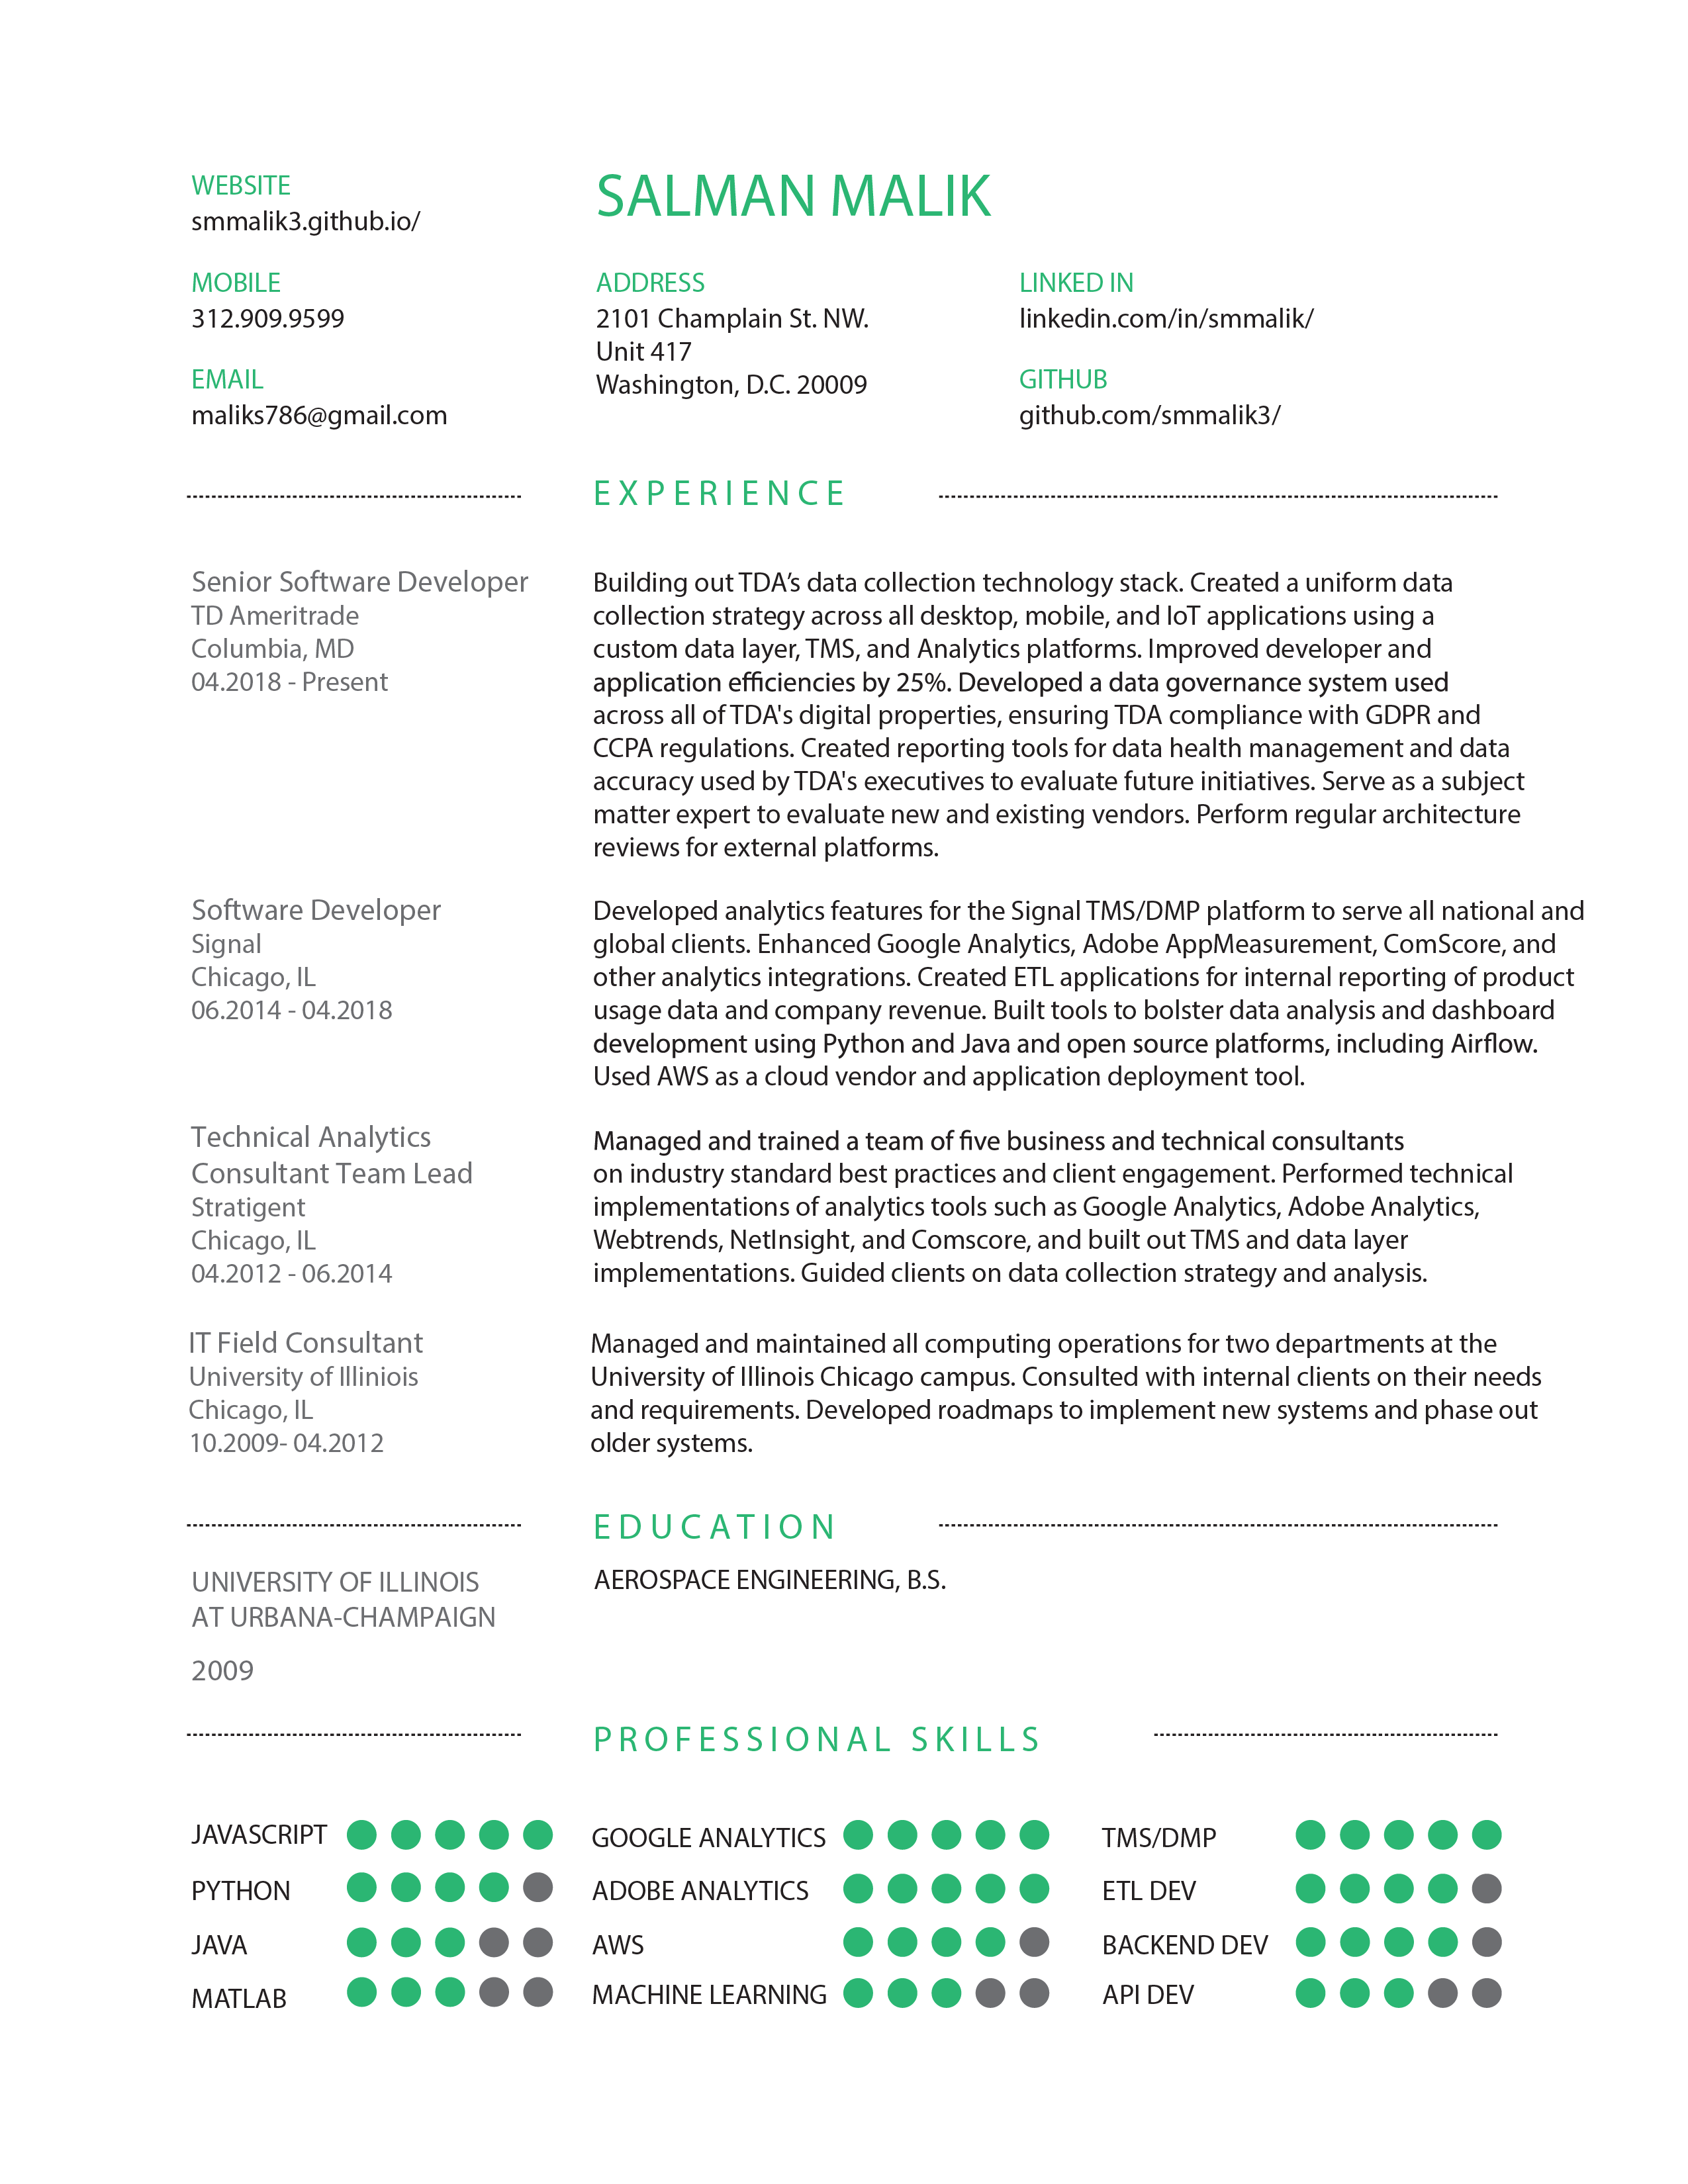 WEBSITE
smmalik3.github.io/
SALMAN MALIK
MOBILE
312.909.9599
EMAIL
maliks786@gmail.com
ADDRESS
2101 Champlain St. NW.
Unit 417
Washington, D.C. 20009
LINKED IN
linkedin.com/in/smmalik/
GITHUB
github.com/smmalik3/
EXPERIENCE
Senior Software Developer
TD Ameritrade
Columbia, MD
04.2018 - Present
Building out TDA’s data collection technology stack. Created a uniform data
collection strategy across all desktop, mobile, and IoT applications using a
custom data layer, TMS, and Analytics platforms. Improved developer and
application efficiencies by 25%. Developed a data governance system used
across all of TDA's digital properties, ensuring TDA compliance with GDPR and
CCPA regulations. Created reporting tools for data health management and data
accuracy used by TDA's executives to evaluate future initiatives. Serve as a subject
matter expert to evaluate new and existing vendors. Perform regular architecture
reviews for external platforms.
Software Developer
Signal
Chicago, IL
06.2014 - 04.2018
Developed analytics features for the Signal TMS/DMP platform to serve all national and
global clients. Enhanced Google Analytics, Adobe AppMeasurement, ComScore, and
other analytics integrations. Created ETL applications for internal reporting of product
usage data and company revenue. Built tools to bolster data analysis and dashboard
development using Python and Java and open source platforms, including Airflow.
Used AWS as a cloud vendor and application deployment tool.
Technical Analytics
Consultant Team Lead
Stratigent
Chicago, IL
04.2012 - 06.2014
Managed and trained a team of five business and technical consultants
on industry standard best practices and client engagement. Performed technical
implementations of analytics tools such as Google Analytics, Adobe Analytics,
Webtrends, NetInsight, and Comscore, and built out TMS and data layer
implementations. Guided clients on data collection strategy and analysis.
IT Field Consultant
University of Illiniois
Chicago, IL
10.2009- 04.2012
Managed and maintained all computing operations for two departments at the
University of Illinois Chicago campus. Consulted with internal clients on their needs
and requirements. Developed roadmaps to implement new systems and phase out
older systems.
EDUCATION
UNIVERSITY OF ILLINOIS
AT URBANA-CHAMPAIGN
2009
AEROSPACE ENGINEERING, B.S.
PROFESSIONAL SKILLS
JAVASCRIPT
PYTHON
JAVA
MATLAB
GOOGLE ANALYTICS
ADOBE ANALYTICS
AWS
MACHINE LEARNING
TMS/DMP
ETL DEV
BACKEND DEV
API DEV